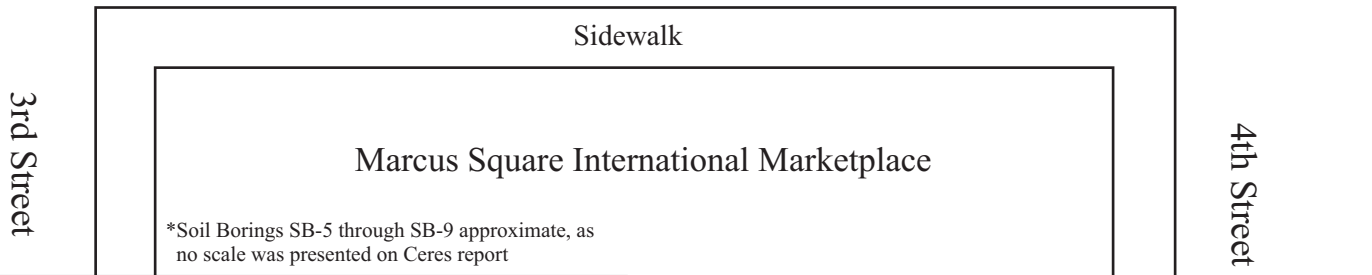 Sidewalk
3rd Street
4th Street
Marcus Square International Marketplace
*Soil Borings SB-5 through SB-9 approximate, as
no scale was presented on Ceres report